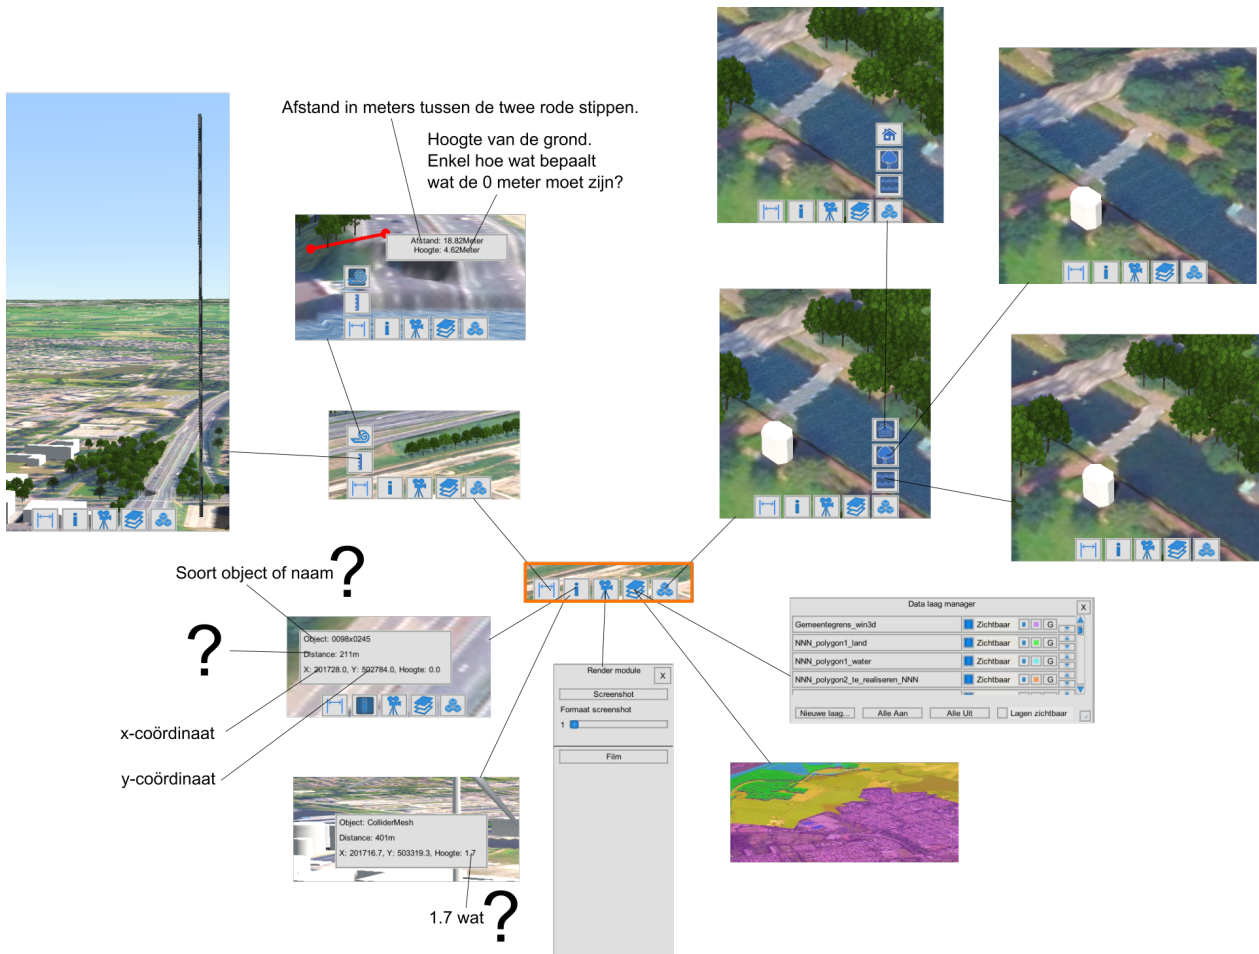 Afstand in meters tussen de twee rode stippen.
Hoogte van de grond.
Enkel hoe wat bepaalt
wat de 0 meter moet zijn?
Afstand: 18.82Meter
Hoogte: 4.62Meter
Soort object of naam ?
Object: 0098x0245
? Distance: 211m
X: 201728.0, Y: 502784.0, Hoogte: 0.0
x-coördinaat
y-coördinaat
Object: ColliderMesh
Distance: 401m
X: 201716.7, Y: 503319.3, Hoogte: 1.7
1.7 wat ?
Render module X
Screenshot
Formaat screenshot
1
Film
Data laag manager X
Gemeentegrens_win3d Zichtbaar G
NNN_polygon1_land Zichtbaar G
NNN_polygon1_water Zichtbaar G
NNN_polygon2_te_realiseren_NNN Zichtbaar G
Nieuwe laag... Alle Aan Alle Uit Lagen zichtbaar